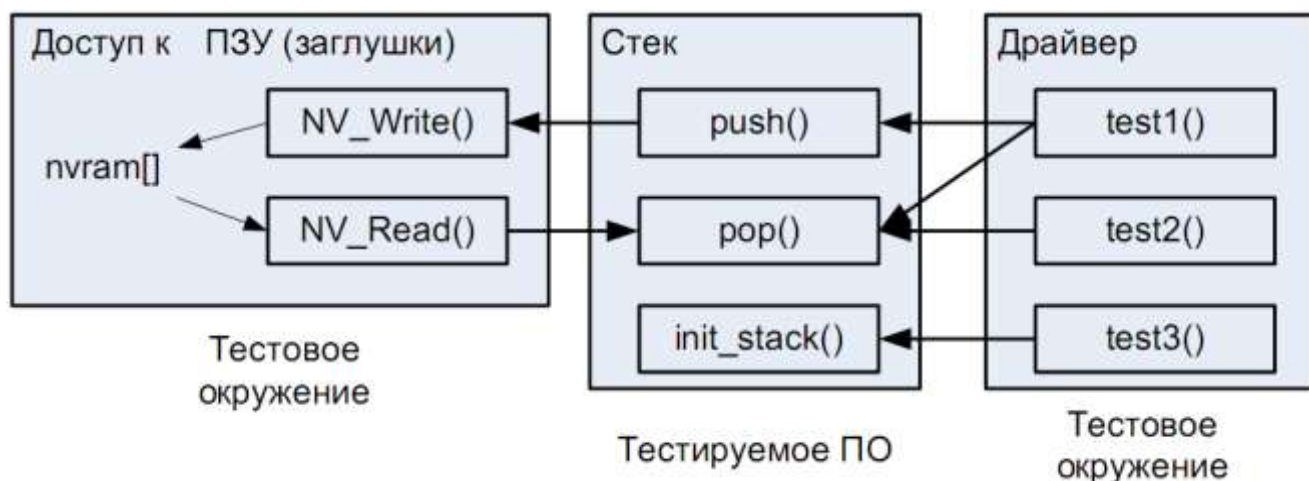 Доступ к ПЗУ (заглушки)
NV_Write()
nvram[]
NV_Read()
Тестовое
окружение
Стек
push()
pop()
init_stack()
Тестируемое ПО
Драйвер
test1()
test2()
test3()
Тестовое
окружение